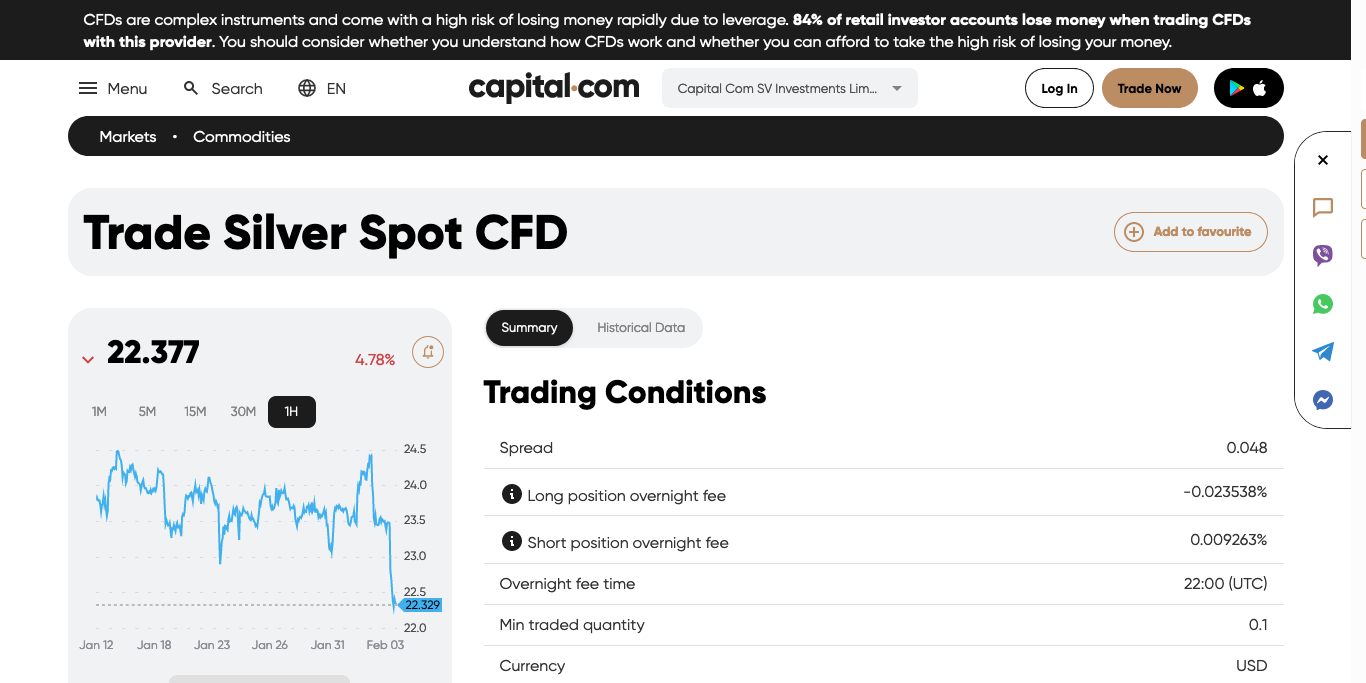 CFDs are complex instruments and come with a high risk of losing money rapidly due to leverage. 84% of retail investor accounts lose money when trading CFDs
with this provider. You should consider whether you understand how CFDs work and whether you can afford to take the high risk of losing your money.
Menu Search EN capital.com Capital Com SV Investments Lim... Log In Trade Now
Markets • Commodities
Trade Silver Spot CFD
Add to favourite
22.377
4.78%
1M 5M 15M 30M 1H
24.5
24.0
23.5
23.0
22.5
22.329
22.0
Jan 12 Jan 18 Jan 23 Jan 26 Jan 31 Feb 03
Summary Historical Data
Trading Conditions
Spread 0.048
Long position overnight fee -0.023538%
Short position overnight fee 0.009263%
Overnight fee time 22:00 (UTC)
Min traded quantity 0.1
Currency USD